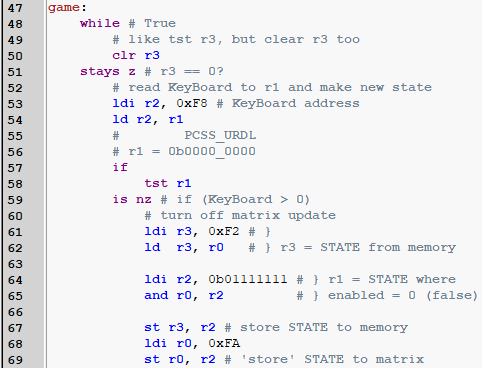 47 game:
48     while # True
49         # like tst r3, but clear r3 too
50         clr r3
51     stays z # r3 == 0?
52         # read KeyBoard to r1 and make new state
53         ldi r2, 0xF8 # KeyBoard address
54         ld r2, r1
55         #        PCSS_URDL
56         # r1 = 0b0000_0000
57         if
58             tst r1
59         is nz # if (KeyBoard > 0)
60             # turn off matrix update
61             ldi r3, 0xF2 # }
62             ld  r3, r0   # } r3 = STATE from memory
63
64             ldi r2, 0b01111111 # } r1 = STATE where
65             and r0, r2         # } enabled = 0 (false)
66
67             st r3, r2 # store STATE to memory
68             ldi r0, 0xFA
69             st r0, r2 # 'store' STATE to matrix